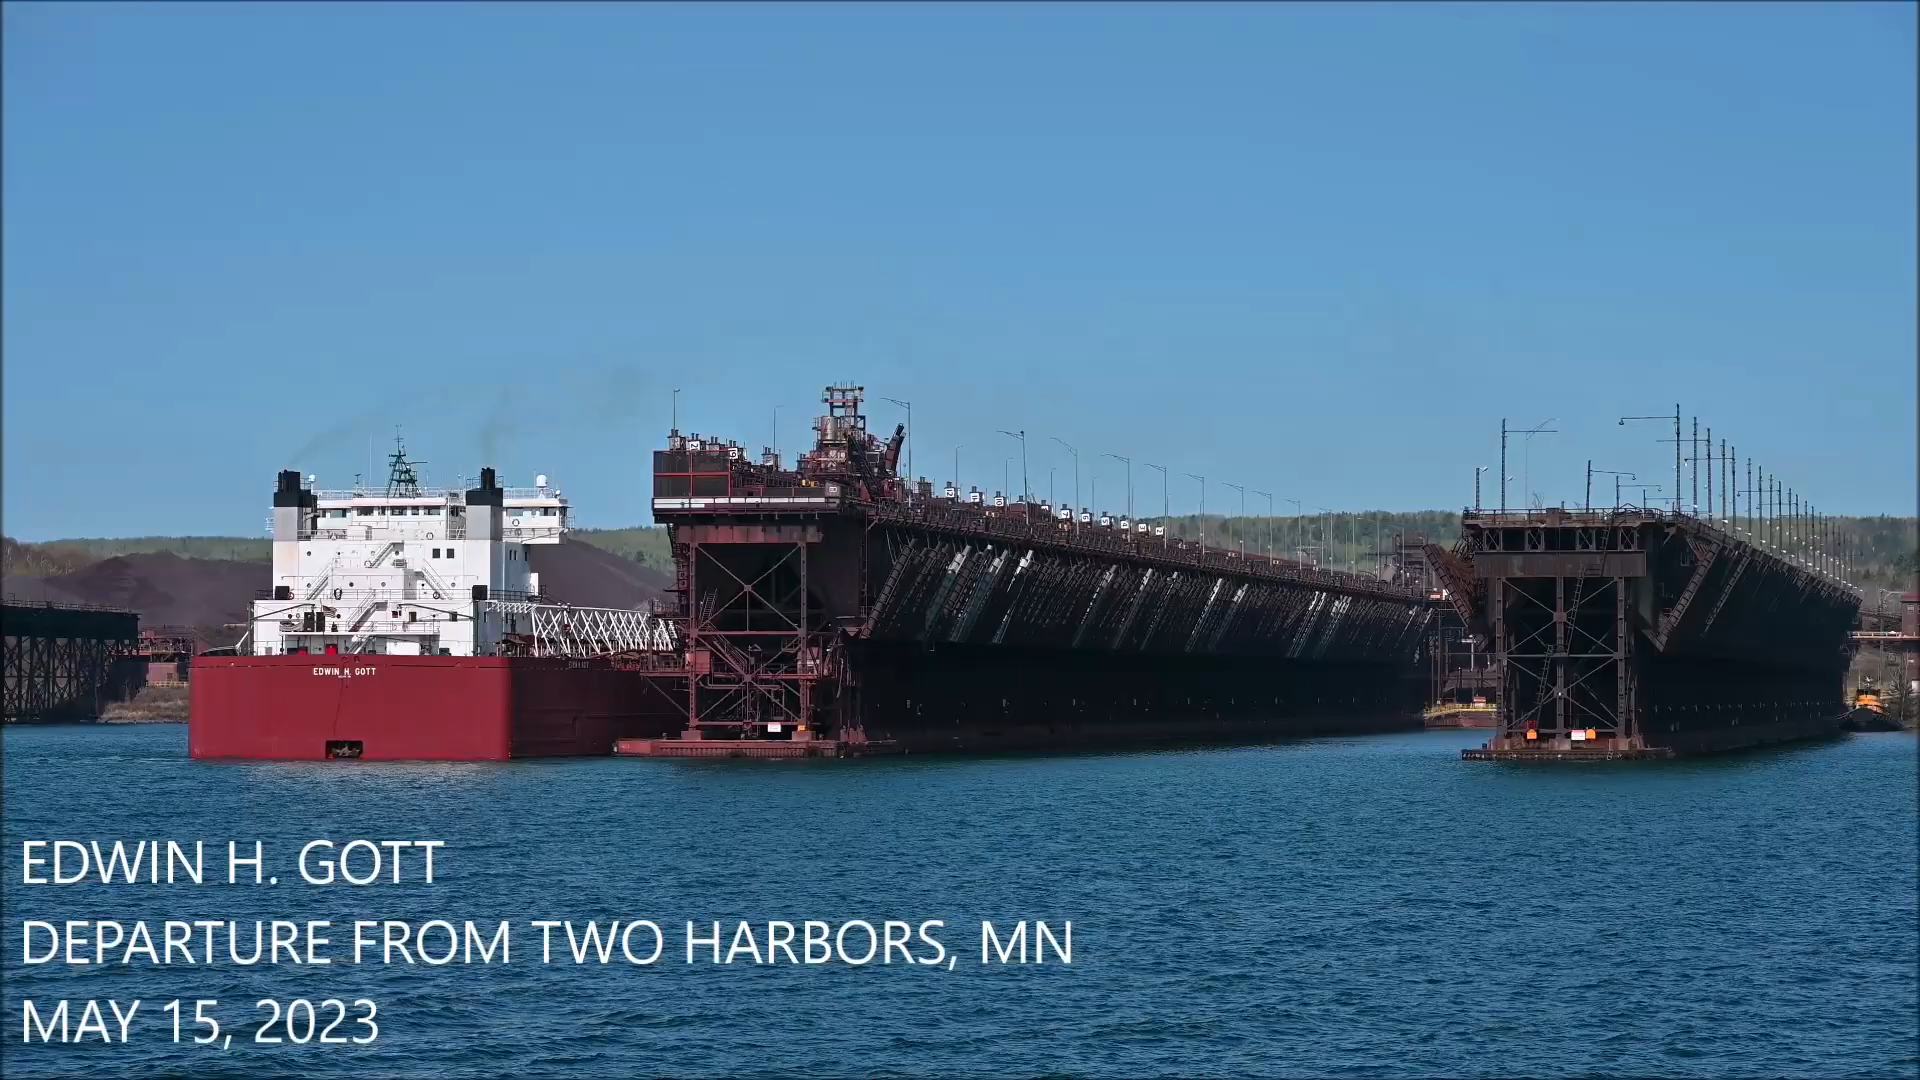 EDWIN H. GOTT
EDWIN H. GOTT
DEPARTURE FROM TWO HARBORS, MN
MAY 15, 2023